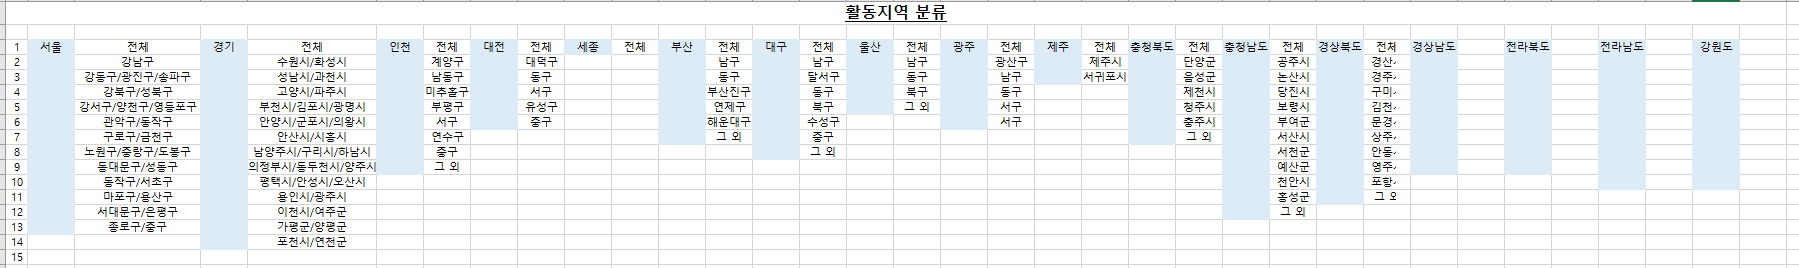 활동지역 분류
1 서울 전체 경기 전체 인천 전체 대전 전체 세종 전체 부산 전체 대구 전체 울산 전체 광주 전체 제주 전체 충청북도 전체 충청남도 전체 경상북도 전체 경상남도 전라북도 전라남도 강원도
2 강남구 수원시/화성시 계양구 대덕구 남구 남구 남구 광산구 제주시 단양군 공주시 경산시
3 강동구/광진구/송파구 성남시/과천시 남동구 동구 동구 달서구 동구 남구 서귀포시 음성군 논산시 경주시
4 강북구/성북구 고양시/파주시 미추홀구 서구 부산진구 동구 북구 동구 제천시 당진시 구미시
5 강서구/양천구/영등포구 부천시/김포시/광명시 부평구 유성구 연제구 북구 그 외 서구 청주시 보령시 김천
6 관악구/동작구 안양시/군포시/의왕시 서구 중구 해운대구 수성구 서구 충주시 부여군 문경
7 구로구/금천구 안산시/시흥시 연수구 그 외 중구 그 외 서산시 상주
8 노원구/중랑구/도봉구 남양주시/구리시/하남시 중구 그 외 서천군 안동
9 동대문구/성동구 의정부시/동두천시/양주시 그 외 예산군 영주
10 동작구/서초구 평택시/안성시/오산시 천안시 포항
11 마포구/용산구 용인시/광주시 홍성군 그 외
12 서대문구/은평구 이천시/여주군 그 외
13 종로구/중구 가평군/양평군
14 포천시/연천군
15